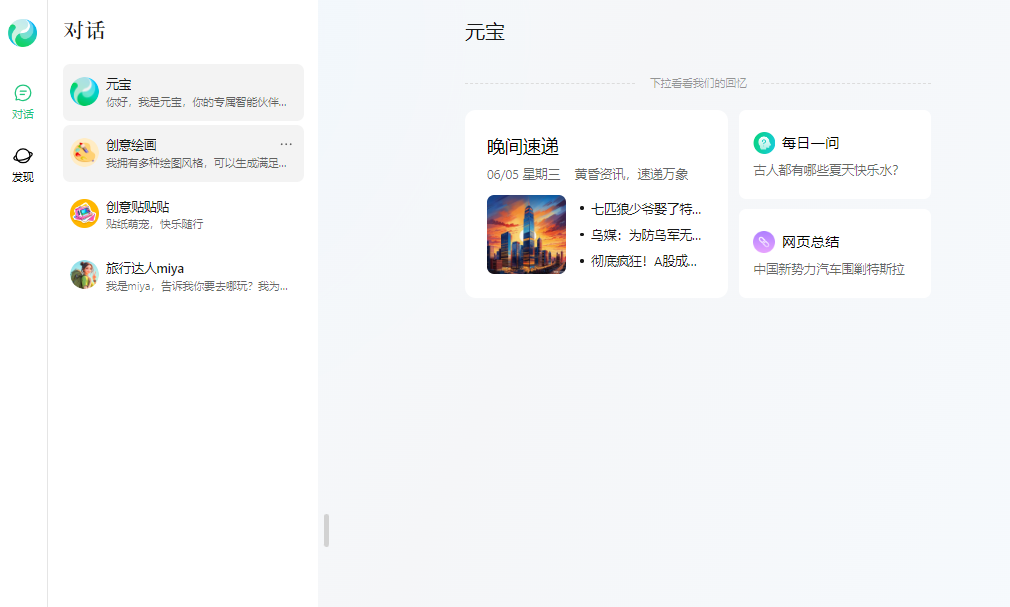 对话
发现
对话
元宝
你好，我是元宝，你的专属智能伙伴...
创意绘画
...
我拥有多种绘图风格，可以生成满足...
创意贴贴贴
贴纸萌宠，快乐随行
旅行达人miya
我是miya，告诉我你要去哪玩？我为...
元宝
下拉看看我们的回忆
晚间速递
06/05 星期三 黄昏资讯，速递万象
• 七匹狼少爷娶了特...
• 乌媒：为防乌军无...
• 彻底疯狂！A股成...
每日一问
古人都有哪些夏天快乐水？
网页总结
中国新势力汽车围剿特斯拉